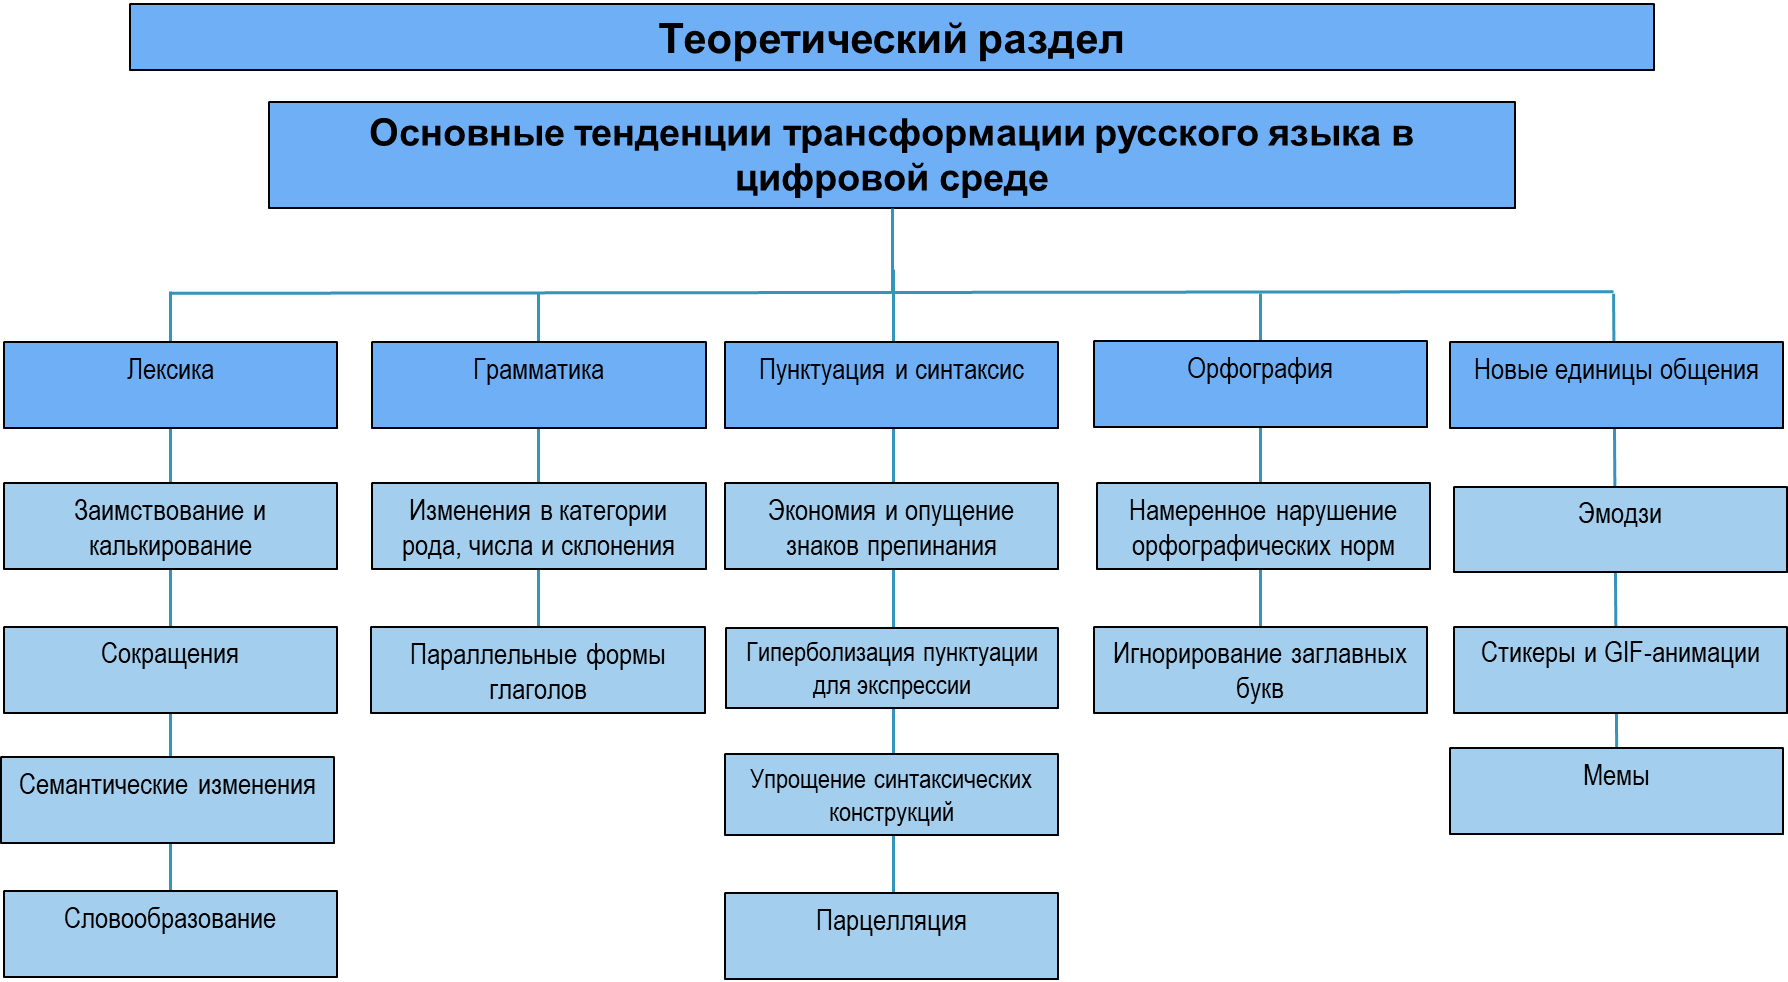 Теоретический раздел
Основные тенденции трансформации русского языка в
цифровой среде
Лексика
Грамматика
Пунктуация и синтаксис
Орфография
Новые единицы общения
Заимствование и
калькирование
Изменения в категории
рода, числа и склонения
Экономия и опущение
знаков препинания
Намеренное нарушение
орфографических норм
Эмодзи
Сокращения
Параллельные формы
глаголов
Гиперболизация пунктуации
для экспрессии
Игнорирование заглавных
букв
Стикеры и GIF-анимации
Семантические изменения
Упрощение синтаксических
конструкций
Мемы
Словообразование
Парцелляция